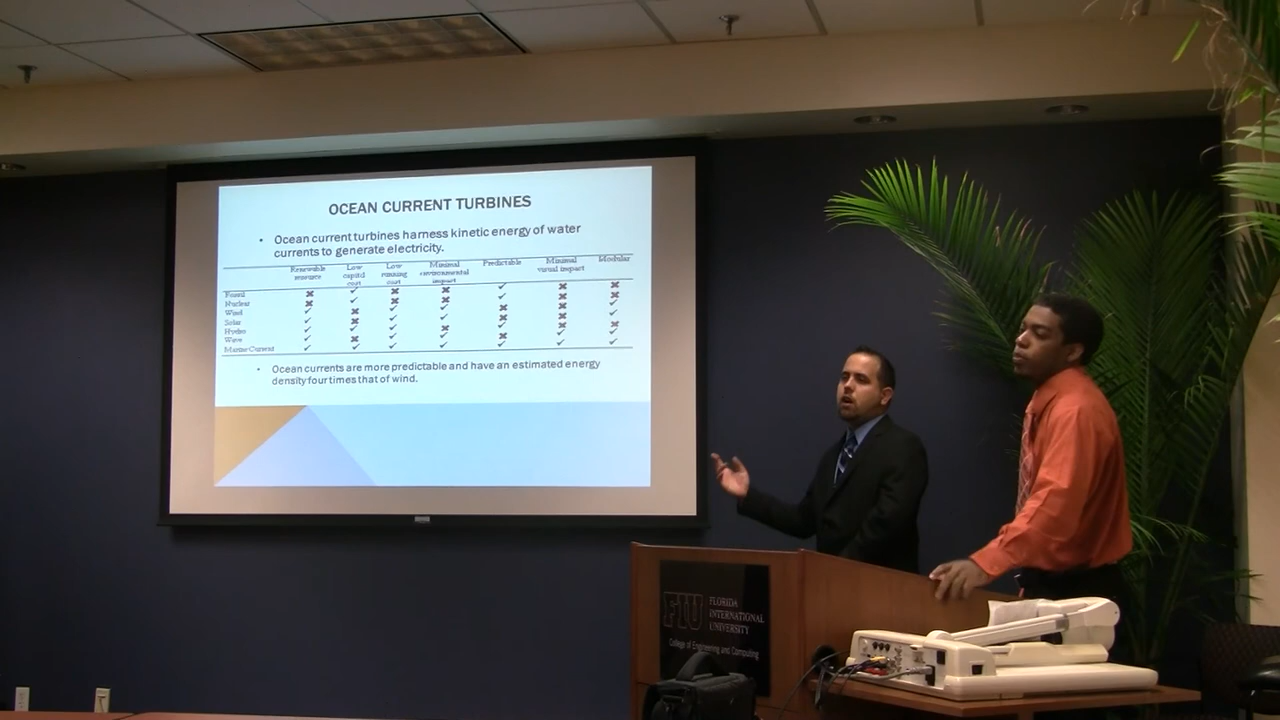 OCEAN CURRENT TURBINES
• Ocean current turbines harness kinetic energy of water
currents to generate electricity.
Renewable resource Low capital cost Low running cost Minimal environmental impact Predictable Minimal visual impact Modular
Fossil ✖ ✓ ✖ ✖ ✓ ✖ ✖
Nuclear ✖ ✓ ✖ ✖ ✓ ✖ ✖
Wind ✓ ✖ ✓ ✓ ✖ ✖ ✓
Solar ✓ ✖ ✓ ✓ ✖ ✖
Hydro ✓ ✓ ✓ ✖ ✓ ✖ ✖
Wave ✓ ✖ ✓ ✓ ✖ ✓ ✓
Marine Current ✓ ✓ ✓ ✓ ✓ ✓ ✓
• Ocean currents are more predictable and have an estimated energy
density four times that of wind.
FIU FLORIDA
INTERNATIONAL
UNIVERSITY
College of Engineering and Computing